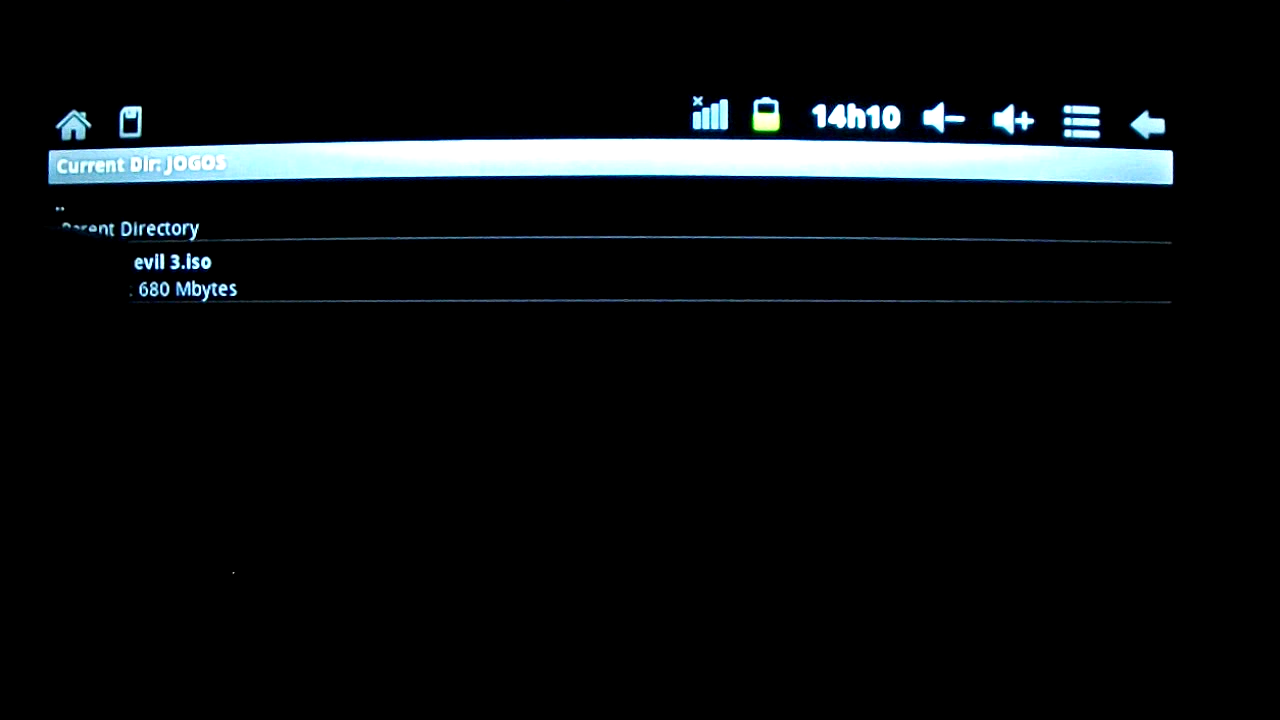 14h10
Current Dir: JOGOS
..
Parent Directory
evil 3.iso
: 680 Mbytes